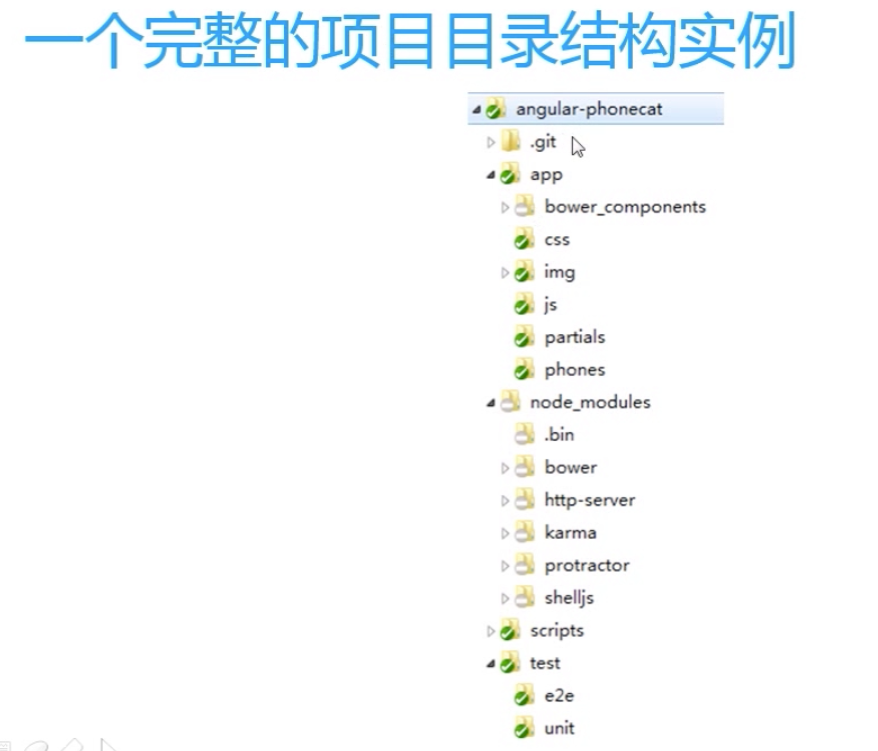 一个完整的项目目录结构实例
angular-phonecat
.git
app
bower_components
css
img
js
partials
phones
node_modules
.bin
bower
http-server
karma
protractor
shelljs
scripts
test
e2e
unit